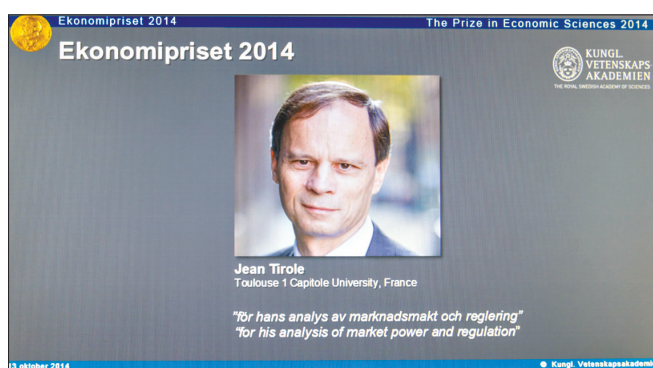 Ekonomipriset 2014
The Prize in Economic Sciences 2014
Ekonomipriset 2014
KUNGL.
VETENSKAPS-
AKADEMIEN
THE ROYAL SWEDISH ACADEMY OF SCIENCES
Jean Tirole
Toulouse 1 Capitole University, France
"för hans analys av marknadsmakt och reglering"
"for his analysis of market power and regulation"
13 oktober 2014
© Kungl. Vetenskapsakademi